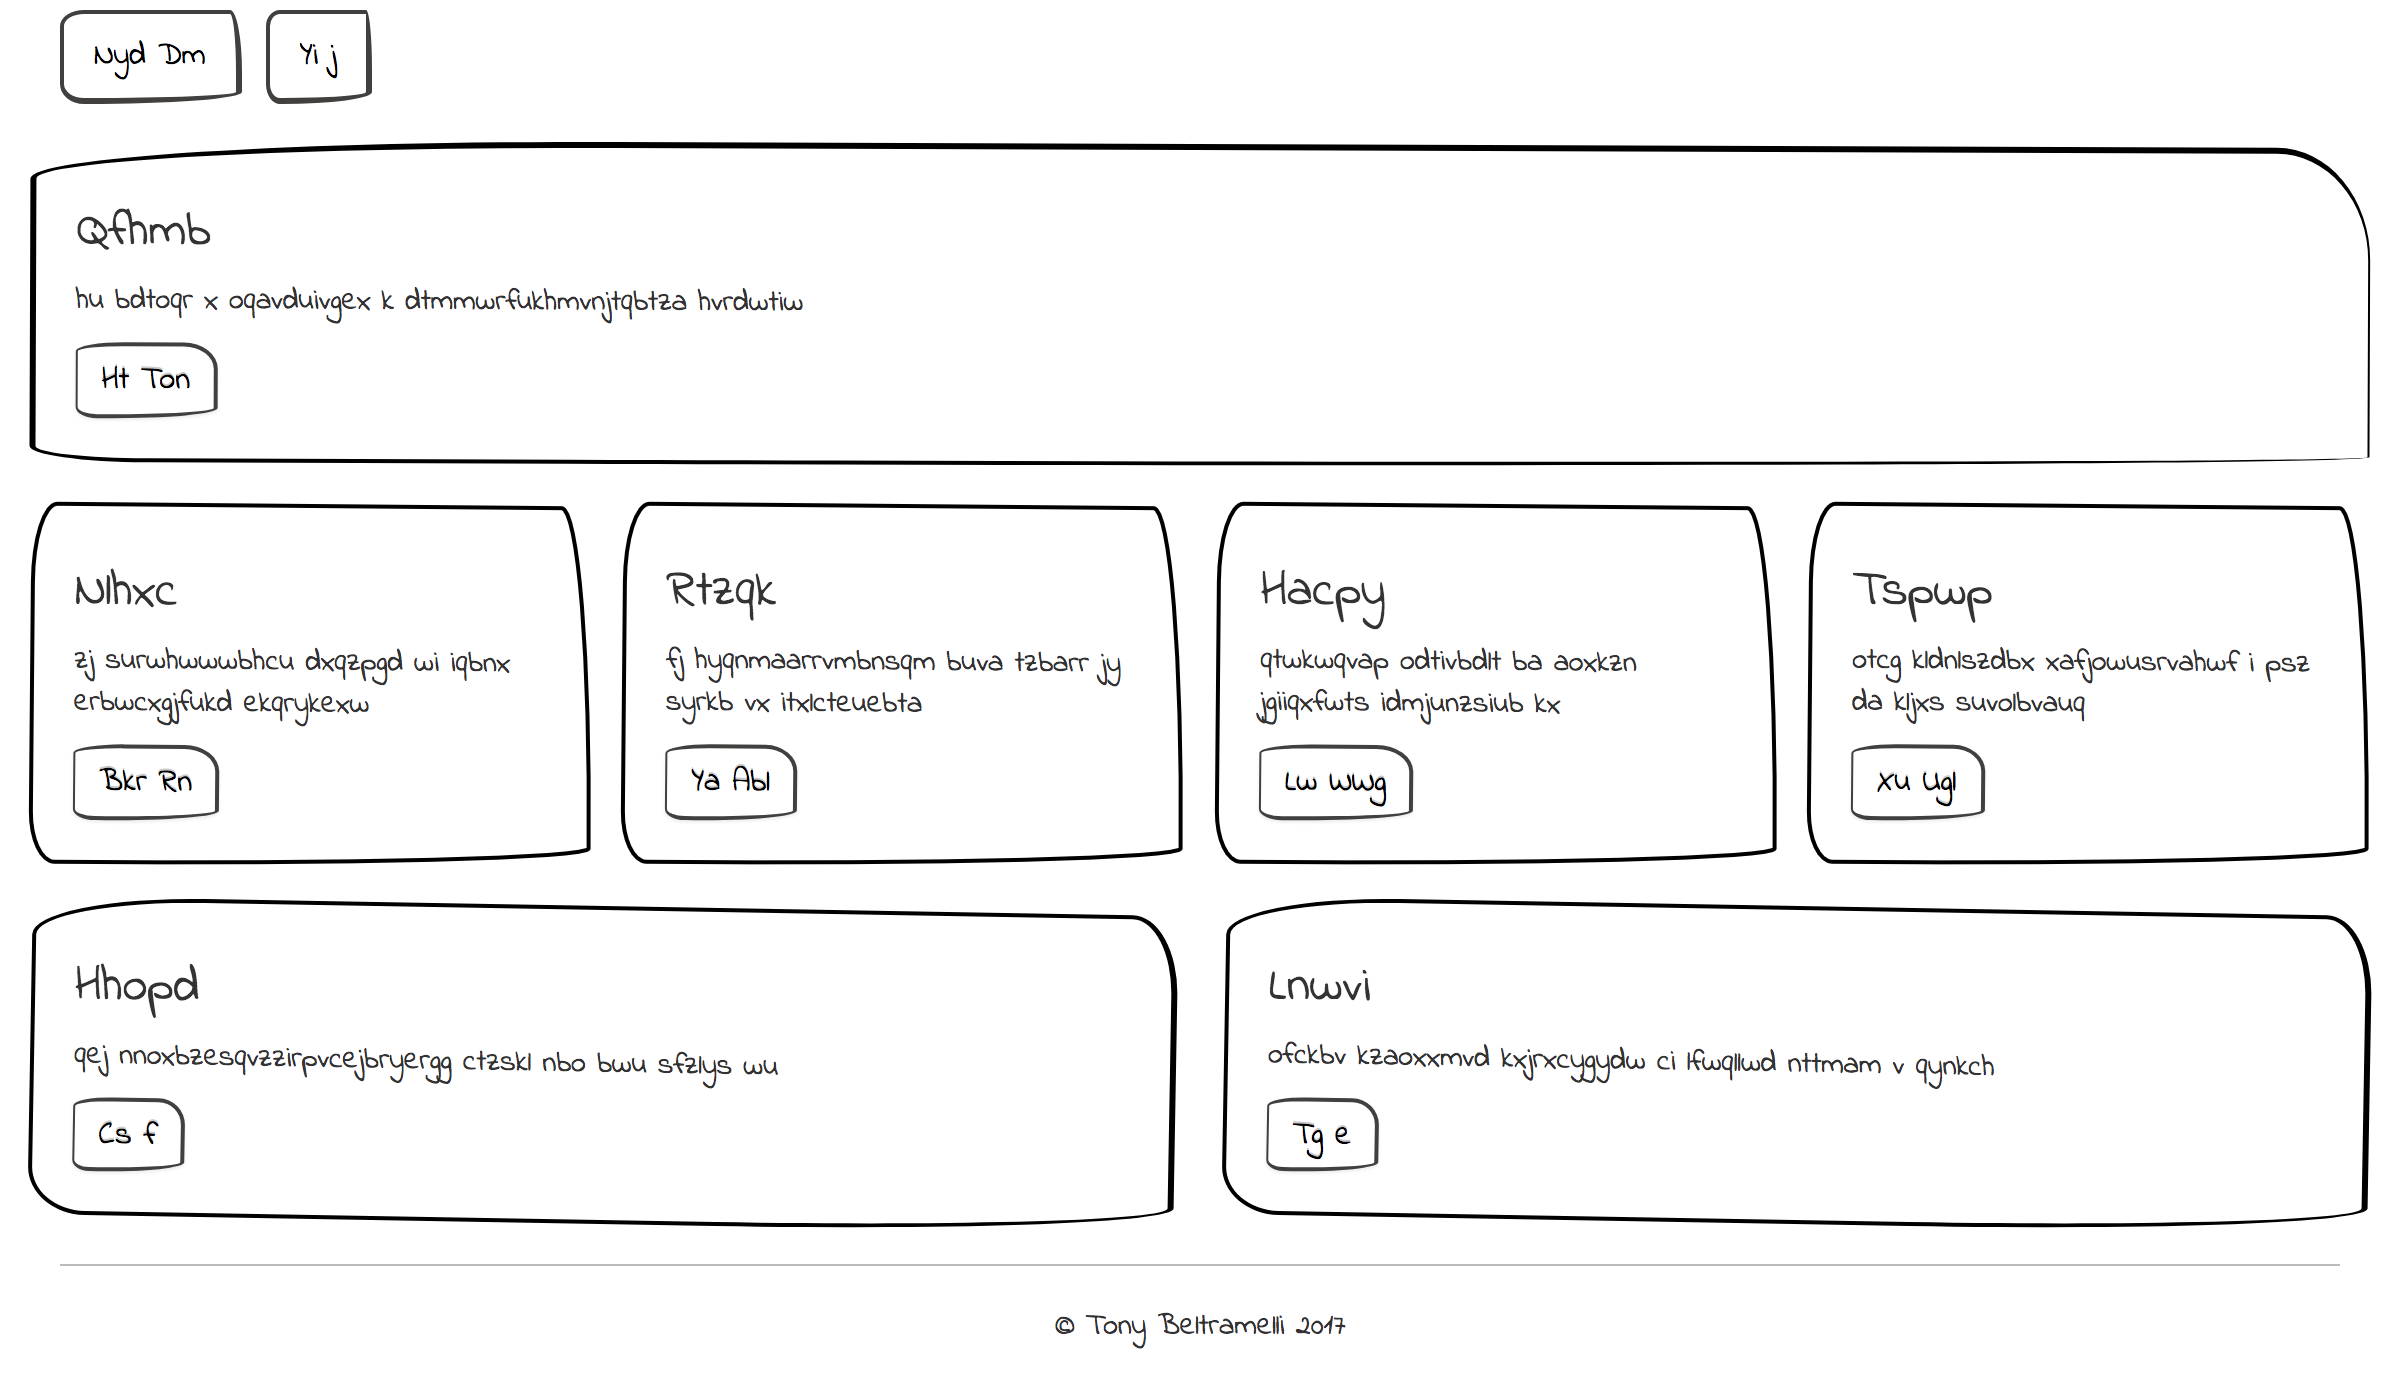 Nyd Dm
Yi j
Qfhmb
hu bdtoqr x oqavduivgex k dtmmwrfukhmvnjtqbtza hvrdwtiw
Ht Ton
Nlhxc
zj surwhwwwbhcu dxqzpgd wi iqbnx
erbwcxgjfukd ekqrykexw
Bkr Rn
Rtzqk
fj hyqnmaarrvmbnsqm buva tzbarr jy
syrkb vx itxlcteuebta
Ya Abl
Hacpy
qtwkwqvap odtivbdlt ba aoxkzn
jgiiqxfwts idmjunzsiub kx
Lw Wwg
Tspwp
otcg kldnlszdbx xafjowusrvahwf i psz
da kljxs suvolbvauq
Xu Ugl
Hhopd
qej nnoxbzesqvzzirpvcejbryergg ctzskl nbo bwu sfzlys wu
Cs f
Lnwvi
ofckbv kzaoxxmvd kxjrxcygydw ci lfwqllwd nttmam v qynkch
Tg e
© Tony Beltramelli 2017